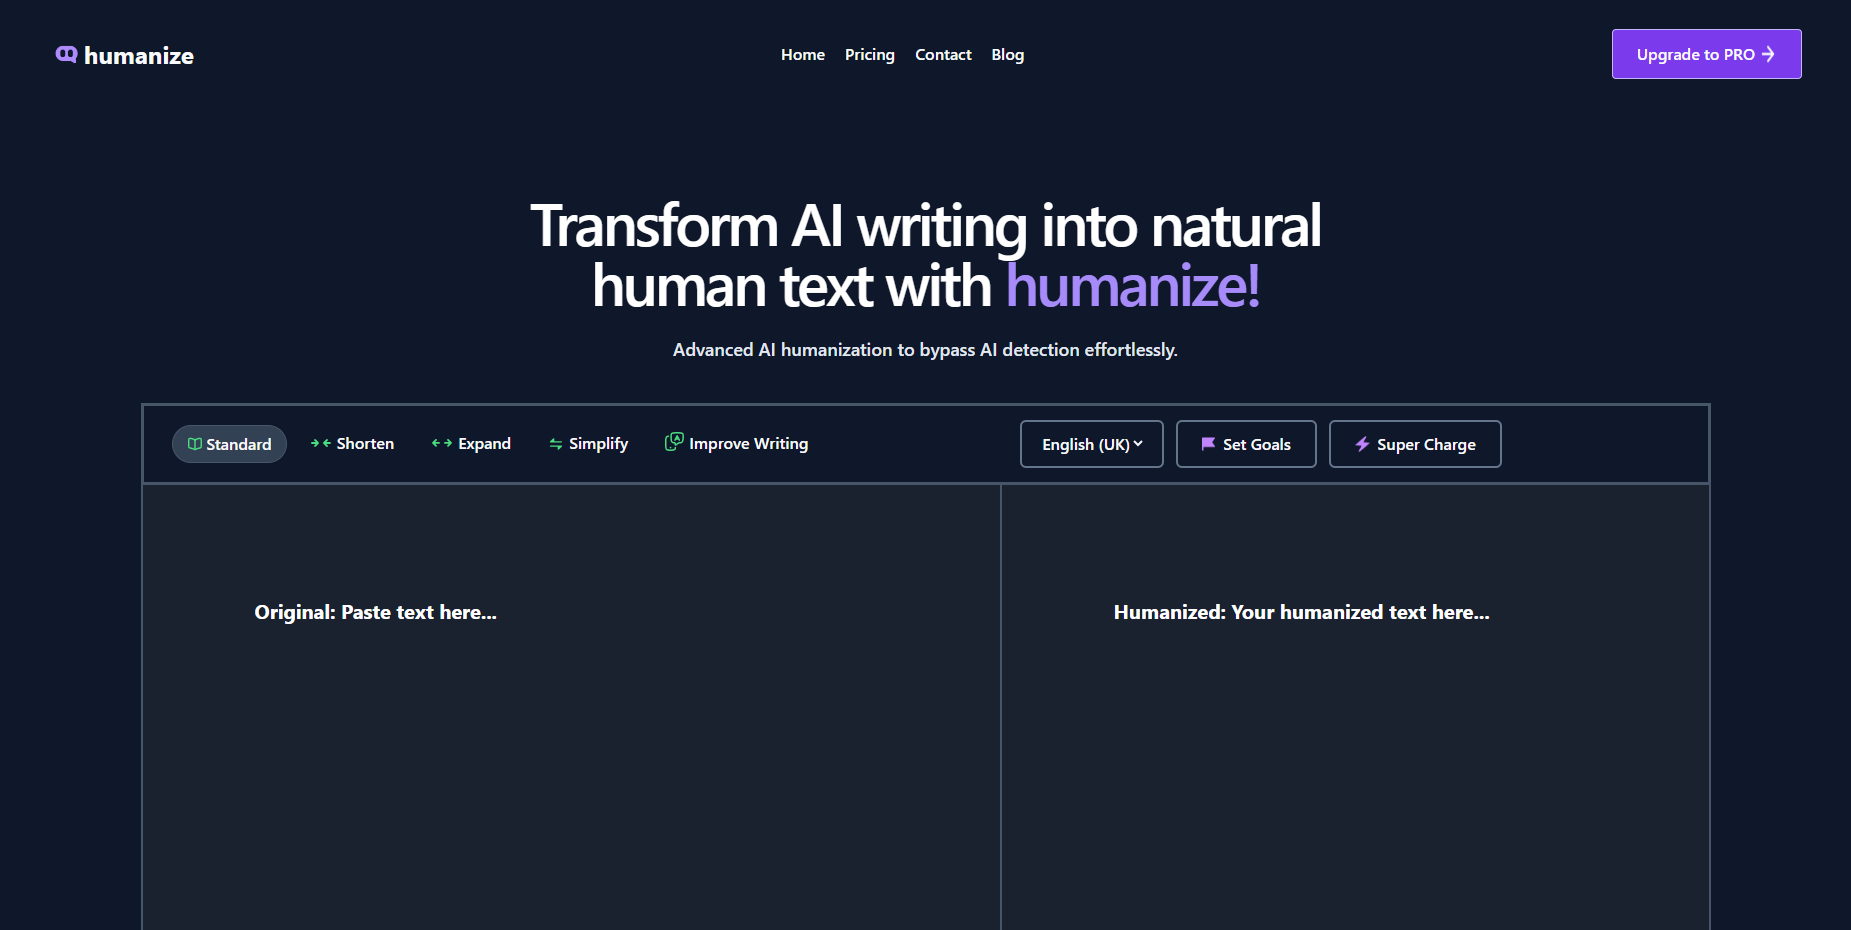 humanize
Home Pricing Contact Blog
Upgrade to PRO
Transform AI writing into natural
human text with humanize!
Advanced AI humanization to bypass AI detection effortlessly.
Standard Shorten Expand Simplify Improve Writing
English (UK) Set Goals Super Charge
Original: Paste text here...
Humanized: Your humanized text here...